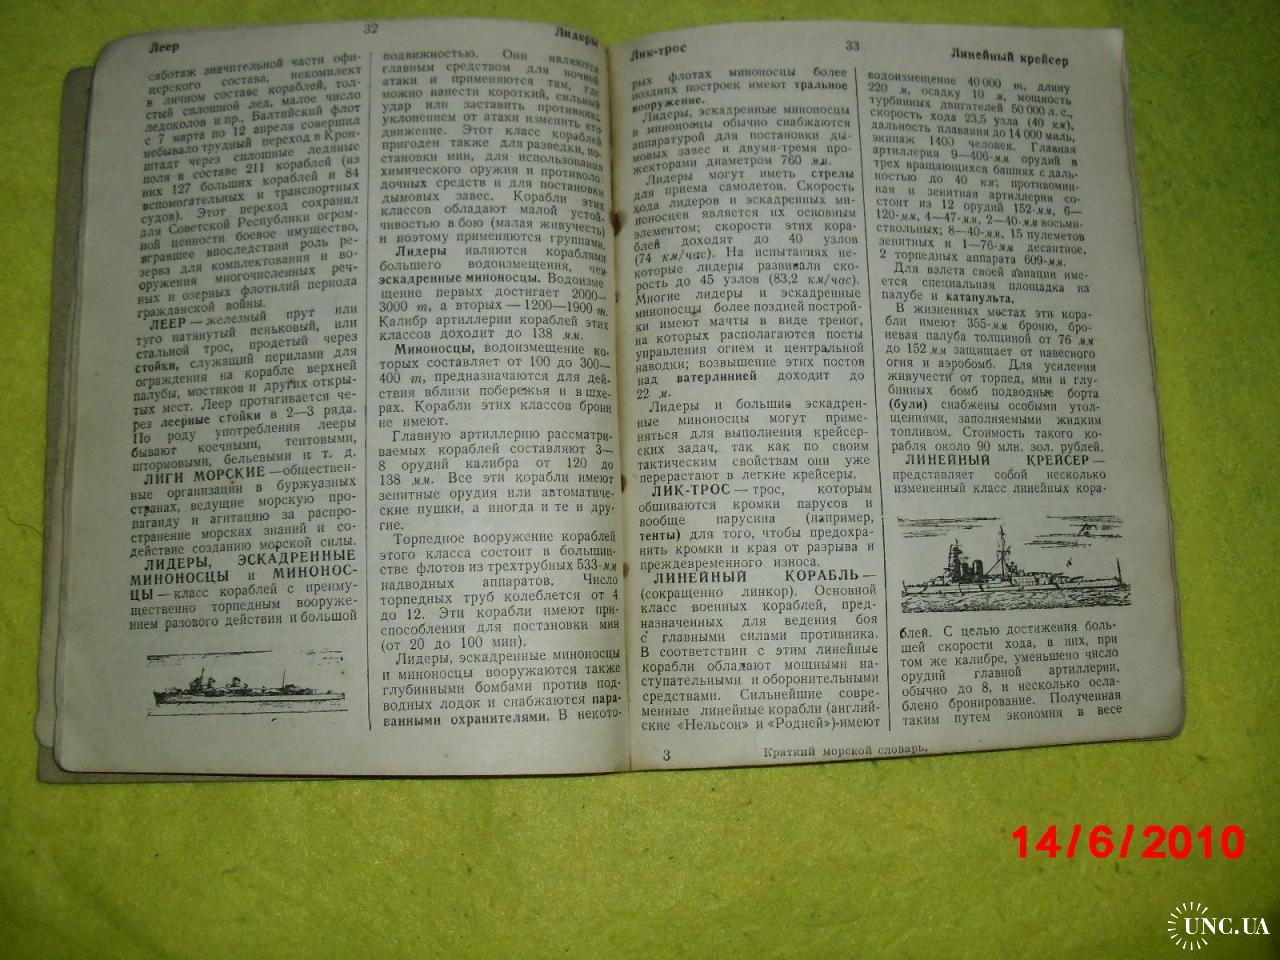 Леер
32
Лидеры
саботаж значительной части офи-
церского состава, некомплект
в личном составе кораблей, тол-
стый сплошной лед, малое число
ледоколов и пр., Балтийский флот
с 7 марта по 12 апреля совершил
небывало трудный переход в Крон-
штадт через сплошные ледяные
поля в составе 211 кораблей (из
них 127 больших кораблей и 84
вспомогательных и транспортных
судов). Этот переход сохранил
для Советской Республики огром-
ной ценности боевое имущество,
игравшее впоследствии роль ре-
зерва для комплектования и во-
оружения многочисленных реч-
ных и озерных флотилий периода
гражданской войны.
ЛЕЕР — железный прут или
туго натянутый пеньковый, или
стальной трос, продетый через
стойки, служащий перилами для
ограждения на корабле верхней
палубы, мостиков и других откры-
тых мест. Леер протягивается че-
рез леерные стойки в 2—3 ряда.
По роду употребления лееры
бывают коечными, тентовыми,
штормовыми, бельевыми и т. д.
ЛИГИ МОРСКИЕ — обществен-
ные организации в буржуазных
странах, ведущие морскую про-
паганду и агитацию за распро-
странение морских знаний и со-
действие созданию морской силы.
ЛИДЕРЫ, ЭСКАДРЕННЫЕ
МИНОНОСЦЫ и МИНОНОС-
ЦЫ — класс кораблей с преиму-
щественно торпедным вооруже-
нием разового действия и большой
подвижностью. Они являются
главным средством для ночной
атаки и применяются там, где
можно нанести короткий, сильный
удар или заставить противника
уклонением от атаки изменить его
движение. Этот класс кораблей
пригоден также для разведки, по-
становки мин, для использования
химического оружия и противоло-
дочных средств и для постановки
дымовых завес. Корабли этих
классов обладают малой устой-
чивостью в бою (малая живучесть)
и поэтому применяются группами.
Лидеры являются кораблями
большего водоизмещения, чем
эскадренные миноносцы. Водоизме
щение первых достигает 2000—
3000 т, а вторых — 1200—1900 т.
Калибр артиллерии кораблей этих
классов доходит до 138 мм.
Миноносцы, водоизмещение ко-
торых составляет от 100 до 300—
400 т, предназначаются для дей-
ствия вблизи побережья и в шхе-
рах. Корабли этих классов брони
не имеют.
Главную артиллерию рассматри-
ваемых кораблей составляют 3—
8 орудий калибра от 120 до
138 мм. Все эти корабли имеют
зенитные орудия или автоматиче-
ские пушки, а иногда и те и дру-
гие.
Торпедное вооружение кораблей
этого класса состоит в большин-
стве флотов из трехтрубных 533-мм
надводных аппаратов. Число
торпедных труб колеблется от 4
до 12. Эти корабли имеют при-
способления для постановки мин
(от 20 до 100 мин).
Лидеры, эскадренные миноносцы
и миноносцы вооружаются также
глубинными бомбами против под-
водных лодок и снабжаются пара-
ванными охранителями. В некото-
Лик-трос
33
Линейный крейсер
рых флотах миноносцы более
поздних построек имеют тральное
вооружение.
Лидеры, эскадренные миноносцы
и миноносцы обычно снабжаются
аппаратурой для постановки ды-
мовых завес и двумя-тремя про-
жекторами диаметром 760 мм.
Лидеры могут иметь стрелы
для приема самолетов. Скорость
хода лидеров и эскадренных ми-
поносцев является их основным
элементом; скорости этих кора-
блей доходят до 40 узлов
(74 км/час). На испытаниях не-
которые лидеры развивали ско-
рость до 45 узлов (83,2 км/час).
Многие лидеры и эскадренные
миноносцы более поздней построй-
ки имеют мачты в виде треног,
на которых располагаются посты
управления огнем и центральной
наводки; возвышение этих постов
над ватерлинией доходит до
22 м.
Лидеры и большие эскадрен-
ные миноносцы могут приме-
няться для выполнения крейсер-
ских задач, так как по своим
тактическим свойствам они уже
перерастают в легкие крейсеры.
ЛИК-ТРОС — трос, которым
обшиваются кромки парусов и
вообще парусина (например,
тенты) для того, чтобы предохра-
нить кромки и края от разрыва и
преждевременного износа.
ЛИНЕЙНЫЙ КОРАБЛЬ —
(сокращенно линкор). Основной
класс военных кораблей, пред-
назначенных для ведения боя
с главными силами противника.
В соответствии с этим линейные
корабли обладают мощными на-
ступательными и оборонительными
средствами. Сильнейшие совре-
менные линейные корабли (англий-
ские «Нельсон» и «Родней»)-имеют
водоизмещение 40 000 т, длину
220 м, осадку 10 м, мощность
турбинных двигателей 50 000 л. с.,
скорость хода 23,5 узла (40 км),
дальность плавания до 14 000 миль,
экипаж 1400 человек. Главная
артиллерия 9—406-мм орудий в
трех вращающихся башнях с даль-
ностью до 40 км; противомин-
ная и зенитная артиллерия со-
стоит из 12 орудий 152-мм, 6—
120-мм, 4—47-мм, 2—40-мм восьми-
ствольных; 8—40-мм, 15 пулеметов
зенитных и 1—76-мм десантное,
2 торпедных аппарата 609-мм.
Для взлета своей авиации име-
ется специальная площадка на
палубе и катапульта.
В жизненных местах эти кора-
бли имеют 355-мм броню, бро-
невая палуба толщиной от 76 мм
до 152 мм защищает от навесного
огня и аэробомб. Для усиления
живучести от торпед, мин и глу-
бинных бомб подводные борта
(були) снабжены особыми утол-
щениями, заполняемыми жидким
топливом. Стоимость такого ко-
рабля около 90 млн. зол. рублей.
ЛИНЕЙНЫЙ КРЕЙСЕР —
представляет собой несколько
измененный класс линейных кора-
блей. С целью достижения боль-
шей скорости хода, в них, при
том же калибре, уменьшено число
орудий главной артиллерии,
обычно до 8, и несколько осла-
блено бронирование. Полученная
таким путем экономия в весе
3
Краткий морской словарь.
14/6/2010
UNC.UA